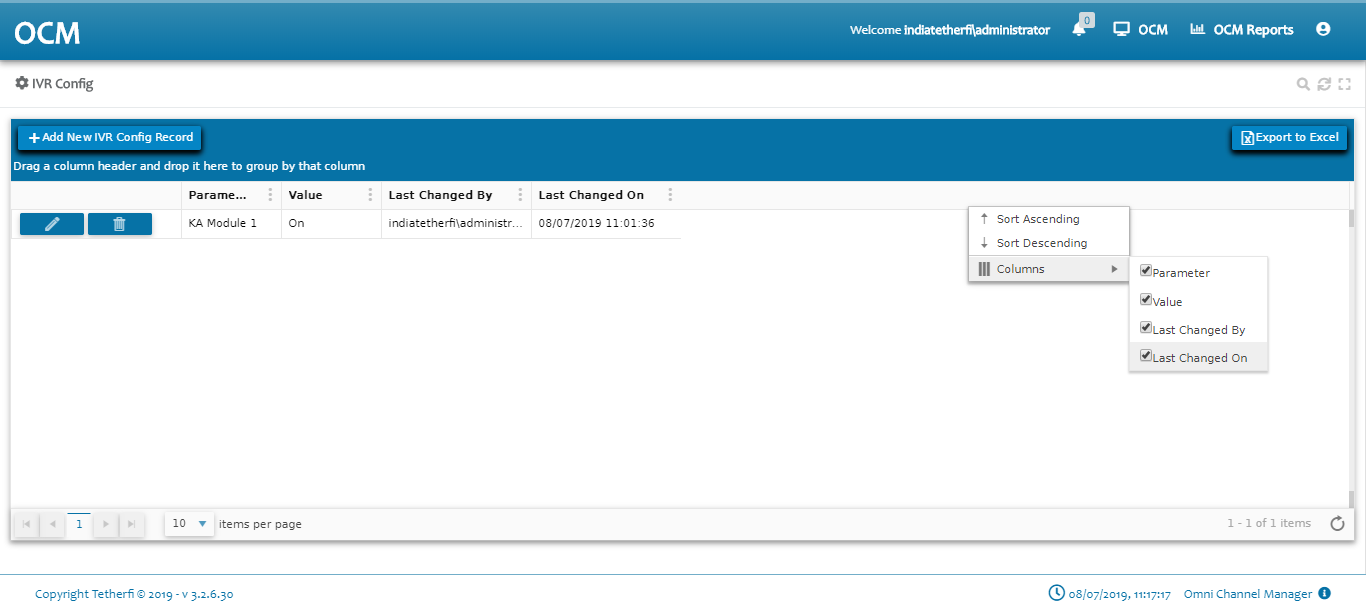 OCM
Welcome indiatetherfi\administrator 0 OCM OCM Reports
IVR Config
Add New IVR Config Record
Export to Excel
Drag a column header and drop it here to group by that column
Parame... Value Last Changed By Last Changed On
KA Module 1 On indiatetherfi\administr... 08/07/2019 11:01:36
Sort Ascending
Sort Descending
Columns
Parameter
Value
Last Changed By
Last Changed On
1 10 items per page 1 - 1 of 1 items
Copyright Tetherfi © 2019 - v 3.2.6.30 08/07/2019, 11:17:17 Omni Channel Manager